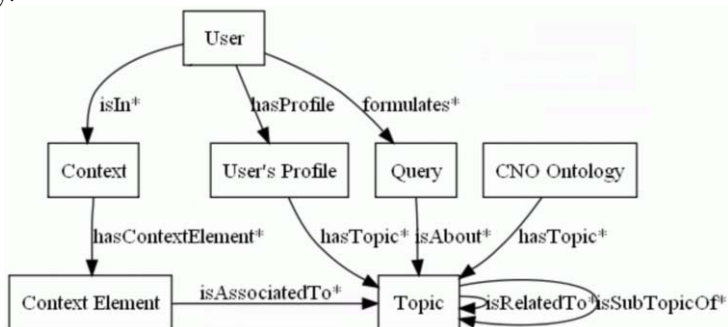 User
isIn* hasProfile formulates*
Context User's Profile Query CNO Ontology
hasContextElement* hasTopic* isAbout* hasTopic*
Context Element isAssociatedTo* Topic isRelatedTo* isSubTopicOf*